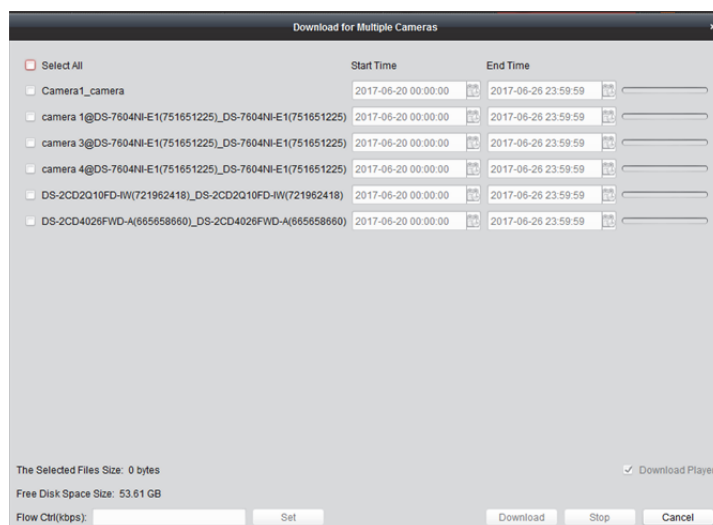 Download for Multiple Cameras
Select All Start Time End Time
Camera1_camera 2017-06-20 00:00:00 2017-06-26 23:59:59
camera 1@DS-7604NI-E1(751651225)_DS-7604NI-E1(751651225) 2017-06-20 00:00:00 2017-06-26 23:59:59
camera 3@DS-7604NI-E1(751651225)_DS-7604NI-E1(751651225) 2017-06-20 00:00:00 2017-06-26 23:59:59
camera 4@DS-7604NI-E1(751651225)_DS-7604NI-E1(751651225) 2017-06-20 00:00:00 2017-06-26 23:59:59
DS-2CD2Q10FD-IW(721962418)_DS-2CD2Q10FD-IW(721962418) 2017-06-20 00:00:00 2017-06-26 23:59:59
DS-2CD4026FWD-A(665658660)_DS-2CD4026FWD-A(665658660) 2017-06-20 00:00:00 2017-06-26 23:59:59
The Selected Files Size: 0 bytes Download Player
Free Disk Space Size: 53.61 GB
Flow Ctrl(kbps): Set Download Stop Cancel